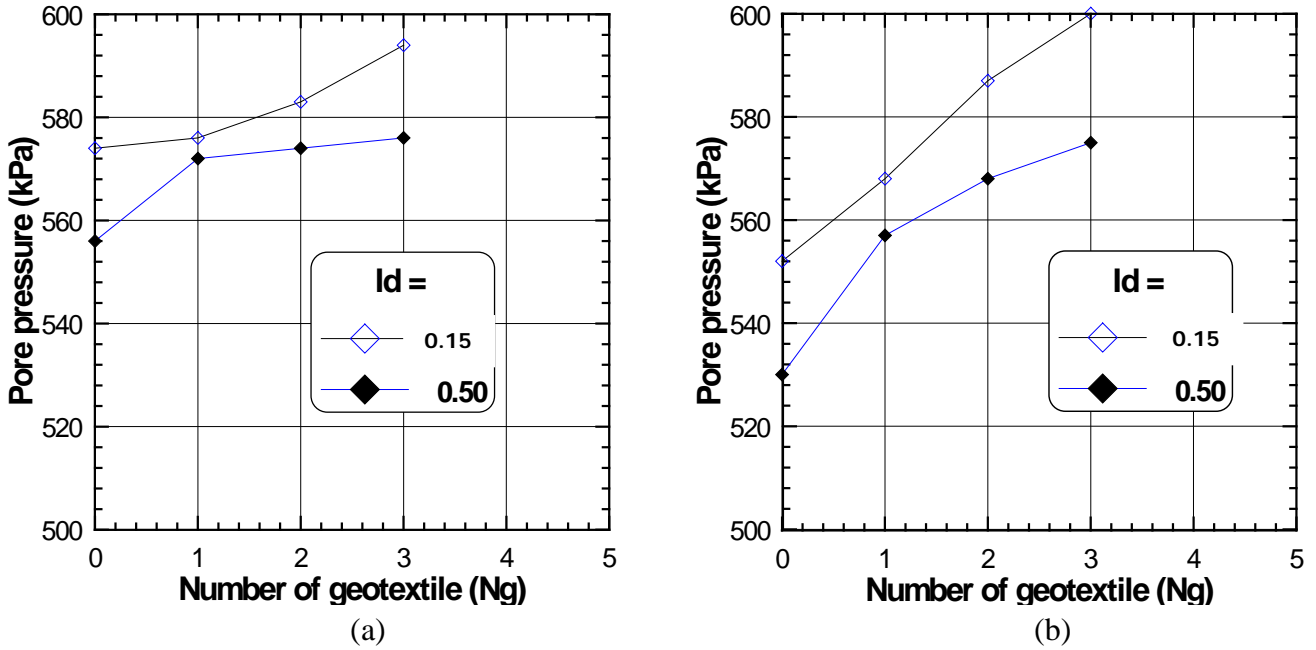 600
580
560
540
520
500
Pore pressure (kPa)
Id =
0.15
0.50
0 1 2 3 4 5
Number of geotextile (Ng)
(a)
600
580
560
540
520
500
Pore pressure (kPa)
Id =
0.15
0.50
0 1 2 3 4 5
Number of geotextile (Ng)
(b)